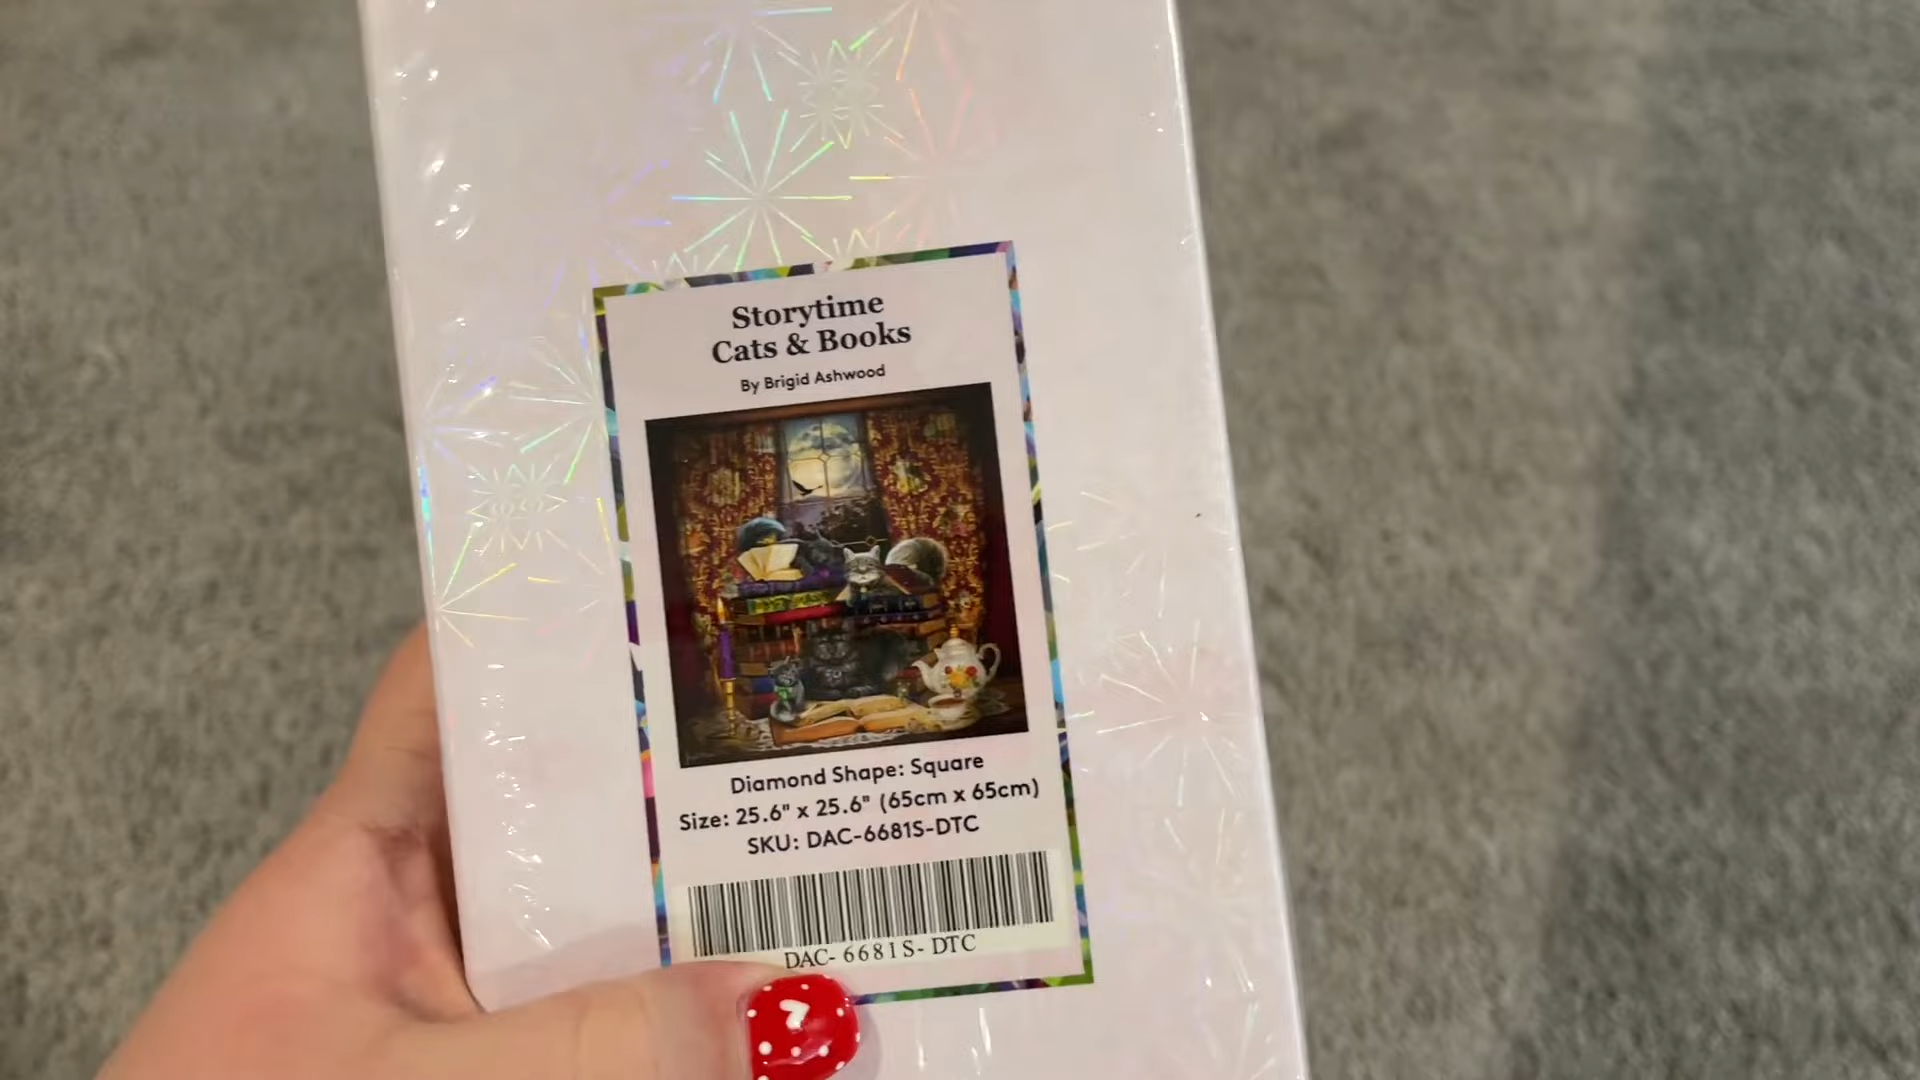 Storytime
Cats & Books
By Brigid Ashwood
Diamond Shape: Square
Size: 25.6" x 25.6" (65cm x 65cm)
SKU: DAC-6681S-DTC
DAC- 6681S- DTC